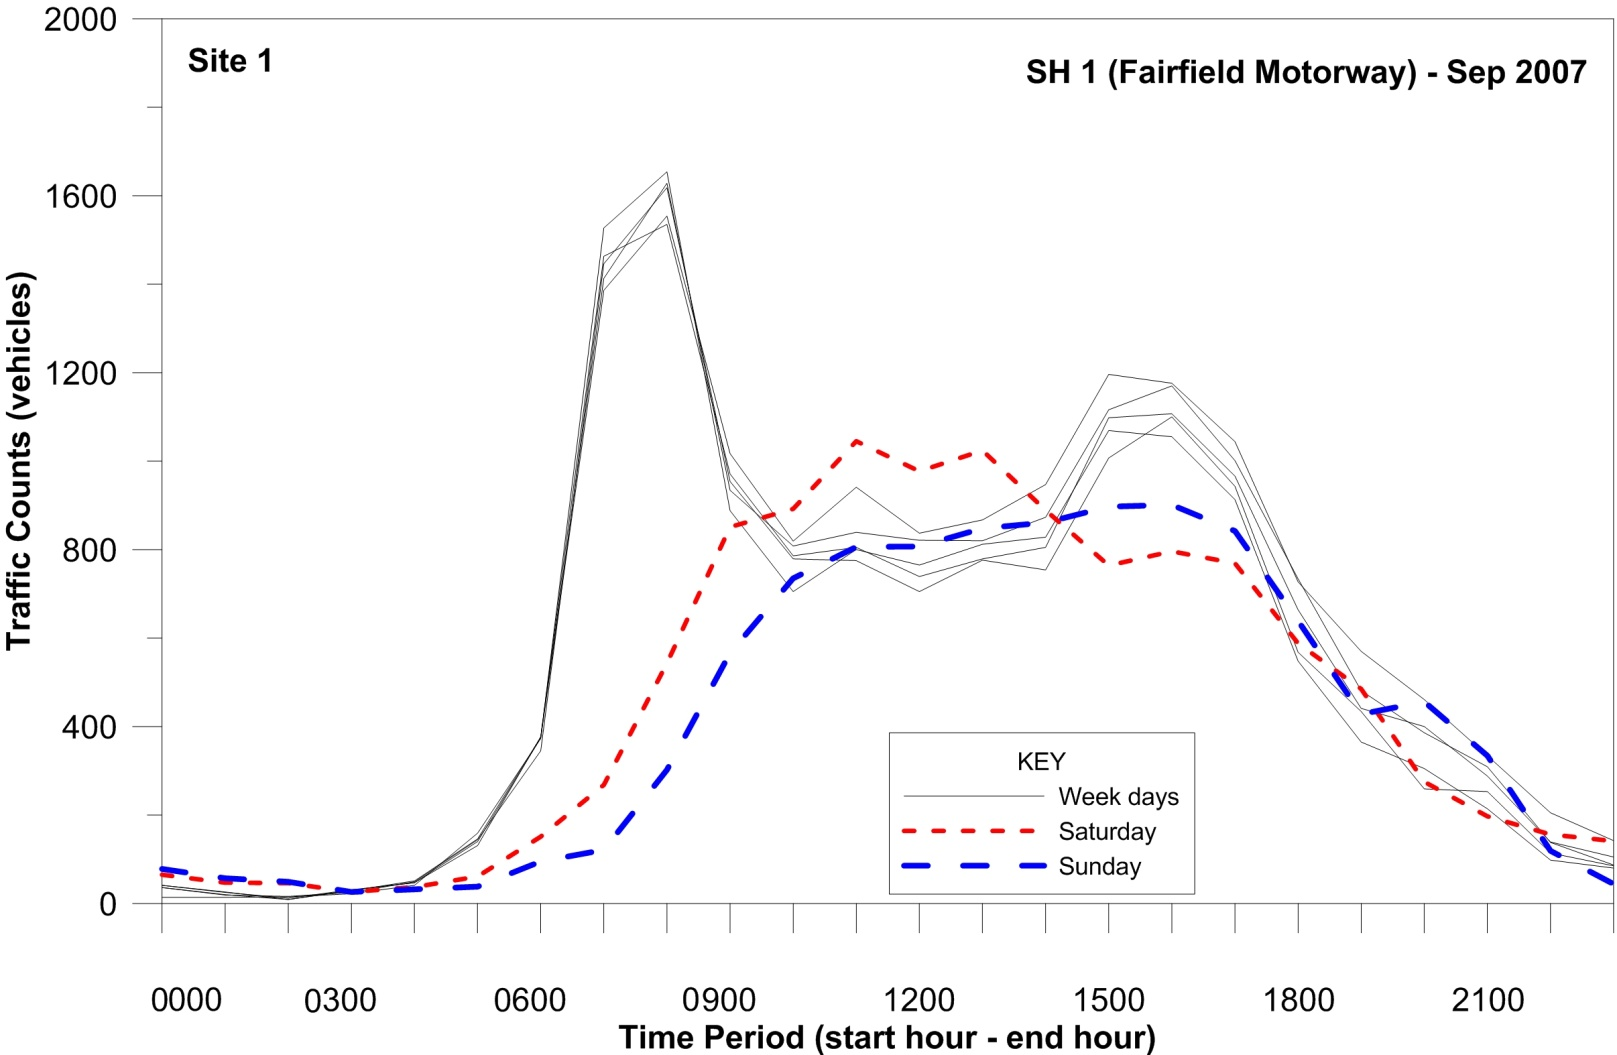 2000
Site 1
SH 1 (Fairfield Motorway) - Sep 2007
1600
1200
800
400
0
Traffic Counts (vehicles)
KEY
Week days
Saturday
Sunday
0000 0300 0600 0900 1200 1500 1800 2100
Time Period (start hour - end hour)